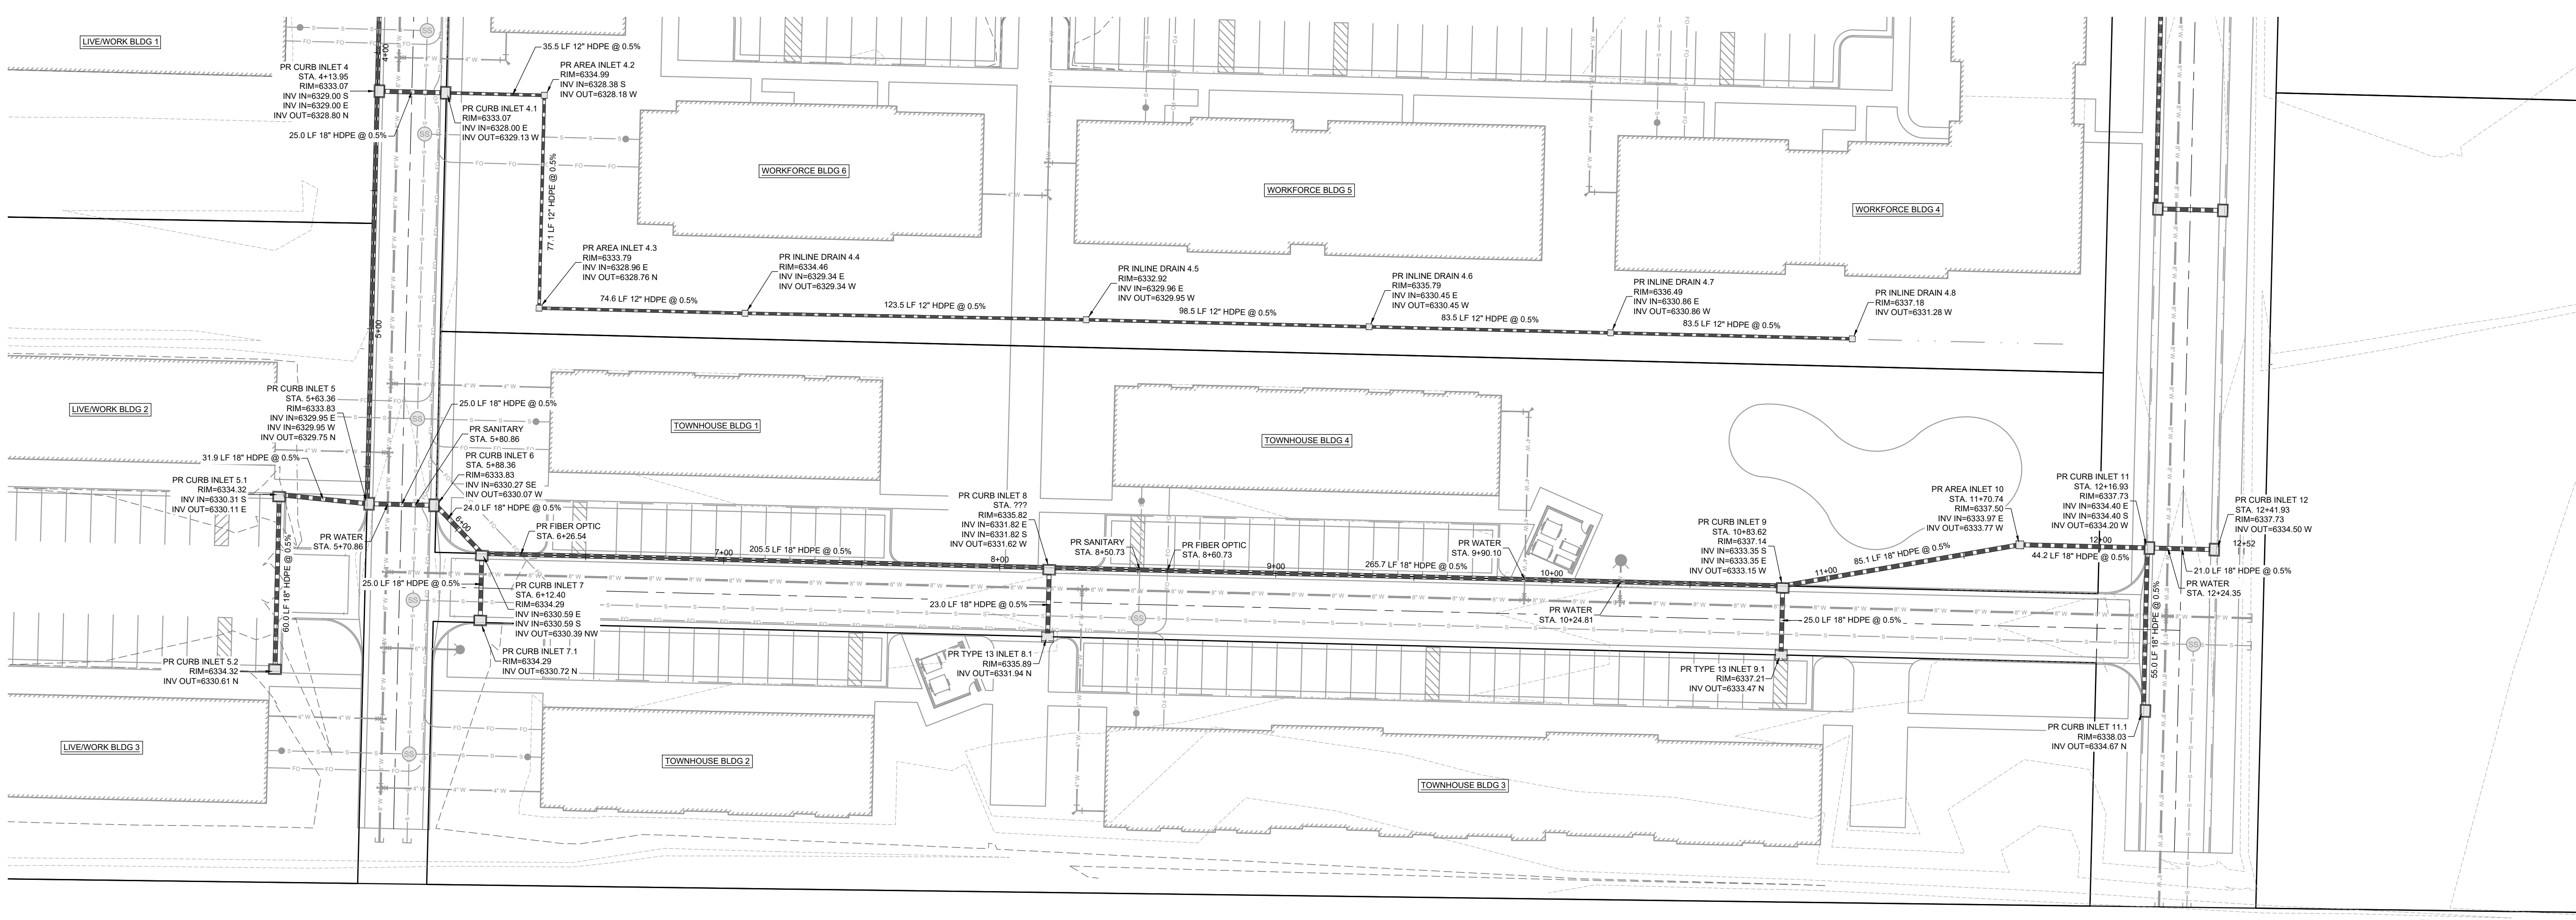 LIVE/WORK BLDG 1
PR CURB INLET 4
STA. 4+13.95
RIM=6333.07
INV IN=6329.00 S
INV IN=6329.00 E
INV OUT=6328.80 N
25.0 LF 18" HDPE @ 0.5%
4+00
35.5 LF 12" HDPE @ 0.5%
PR AREA INLET 4.2
RIM=6334.99
INV IN=6328.38 S
INV OUT=6328.18 W
PR CURB INLET 4.1
RIM=6333.07
INV IN=6328.00 E
INV OUT=6329.13 W
77.1 LF 12" HDPE @ 0.5%
WORKFORCE BLDG 6
WORKFORCE BLDG 5
WORKFORCE BLDG 4
PR AREA INLET 4.3
RIM=6333.79
INV IN=6328.96 E
INV OUT=6328.76 N
PR INLINE DRAIN 4.4
RIM=6334.46
INV IN=6329.34 E
INV OUT=6329.34 W
PR INLINE DRAIN 4.5
RIM=6332.92
INV IN=6329.96 E
INV OUT=6329.95 W
PR INLINE DRAIN 4.6
RIM=6335.79
INV IN=6330.45 E
INV OUT=6330.45 W
PR INLINE DRAIN 4.7
RIM=6336.49
INV IN=6330.86 E
INV OUT=6330.86 W
PR INLINE DRAIN 4.8
RIM=6337.18
INV OUT=6331.28 W
74.6 LF 12" HDPE @ 0.5%
123.5 LF 12" HDPE @ 0.5%
98.5 LF 12" HDPE @ 0.5%
83.5 LF 12" HDPE @ 0.5%
83.5 LF 12" HDPE @ 0.5%
5+00
LIVE/WORK BLDG 2
PR CURB INLET 5
STA. 5+63.36
RIM=6333.83
INV IN=6329.95 E
INV IN=6329.95 W
INV OUT=6329.75 N
31.9 LF 18" HDPE @ 0.5%
PR CURB INLET 5.1
RIM=6334.32
INV IN=6330.31 S
INV OUT=6330.11 E
25.0 LF 18" HDPE @ 0.5%
PR SANITARY
STA. 5+80.86
PR CURB INLET 6
STA. 5+88.36
RIM=6333.83
INV IN=6330.27 SE
INV OUT=6330.07 W
24.0 LF 18" HDPE @ 0.5%
6+00
PR WATER
STA. 5+70.86
PR FIBER OPTIC
STA. 6+26.54
TOWNHOUSE BLDG 1
TOWNHOUSE BLDG 4
7+00
205.5 LF 18" HDPE @ 0.5%
PR CURB INLET 8
STA. ???
RIM=6335.82
INV IN=6331.82 E
INV IN=6331.82 S
INV OUT=6331.62 W
8+00
PR SANITARY
STA. 8+50.73
PR FIBER OPTIC
STA. 8+60.73
9+00
265.7 LF 18" HDPE @ 0.5%
PR WATER
STA. 9+90.10
10+00
PR WATER
STA. 10+24.81
PR CURB INLET 9
STA. 10+83.62
RIM=6337.14
INV IN=6333.35 S
INV IN=6333.35 E
INV OUT=6333.15 W
11+00
85.1 LF 18" HDPE @ 0.5%
PR AREA INLET 10
STA. 11+70.74
RIM=6337.50
INV IN=6333.97 E
INV OUT=6333.77 W
PR CURB INLET 11
STA. 12+16.93
RIM=6337.73
INV IN=6334.40 E
INV IN=6334.40 S
INV OUT=6334.20 W
12+00
44.2 LF 18" HDPE @ 0.5%
PR CURB INLET 12
STA. 12+41.93
RIM=6337.73
INV OUT=6334.50 W
12+52
21.0 LF 18" HDPE @ 0.5%
PR WATER
STA. 12+24.35
55.0 LF 18" HDPE @ 0.5%
PR CURB INLET 11.1
RIM=6338.03
INV OUT=6334.67 N
60.0 LF 18" HDPE @ 0.5%
PR CURB INLET 5.2
RIM=6334.32
INV OUT=6330.61 N
25.0 LF 18" HDPE @ 0.5%
PR CURB INLET 7
STA. 6+12.40
RIM=6334.29
INV IN=6330.59 E
INV IN=6330.59 S
INV OUT=6330.39 NW
PR CURB INLET 7.1
RIM=6334.29
INV OUT=6330.72 N
23.0 LF 18" HDPE @ 0.5%
PR TYPE 13 INLET 8.1
RIM=6335.89
INV OUT=6331.94 N
25.0 LF 18" HDPE @ 0.5%
PR TYPE 13 INLET 9.1
RIM=6337.21
INV OUT=6333.47 N
LIVE/WORK BLDG 3
TOWNHOUSE BLDG 2
TOWNHOUSE BLDG 3